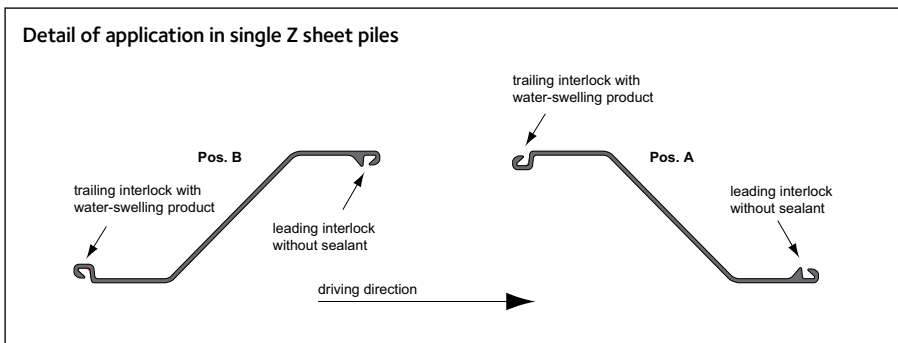 Detail of application in single Z sheet piles
Pos. B
trailing interlock with
water-swelling product
leading interlock
without sealant
trailing interlock with
water-swelling product
Pos. A
leading interlock
without sealant
driving direction